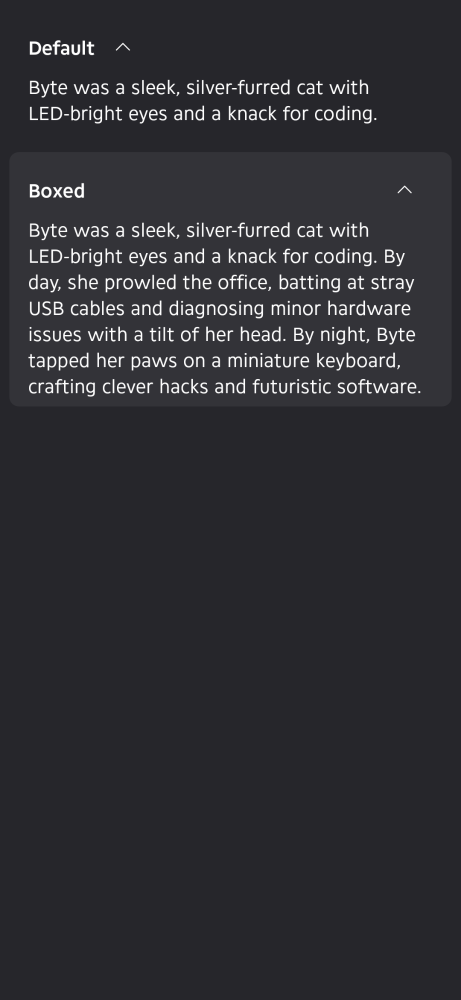 Default
Byte was a sleek, silver-furred cat with
LED-bright eyes and a knack for coding.
Boxed
Byte was a sleek, silver-furred cat with
LED-bright eyes and a knack for coding. By
day, she prowled the office, batting at stray
USB cables and diagnosing minor hardware
issues with a tilt of her head. By night, Byte
tapped her paws on a miniature keyboard,
crafting clever hacks and futuristic software.